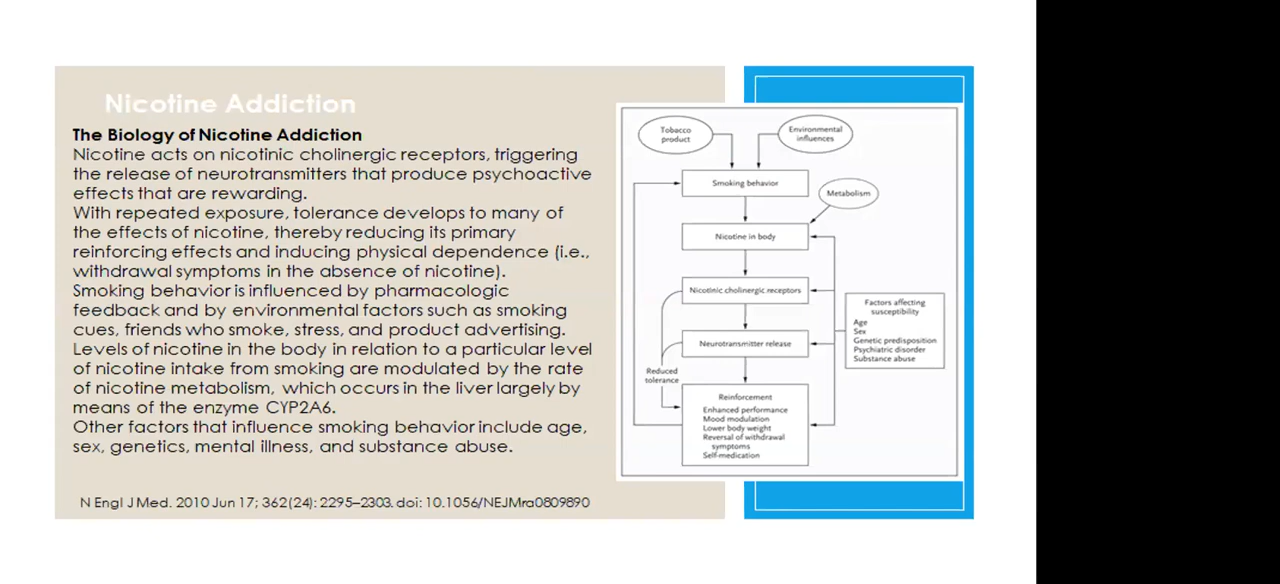 Nicotine Addiction
The Biology of Nicotine Addiction
Nicotine acts on nicotinic cholinergic receptors, triggering
the release of neurotransmitters that produce psychoactive
effects that are rewarding.
With repeated exposure, tolerance develops to many of
the effects of nicotine, thereby reducing its primary
reinforcing effects and inducing physical dependence (i.e.,
withdrawal symptoms in the absence of nicotine).
Smoking behavior is influenced by pharmacologic
feedback and by environmental factors such as smoking
cues, friends who smoke, stress, and product advertising.
Levels of nicotine in the body in relation to a particular level
of nicotine intake from smoking are modulated by the rate
of nicotine metabolism, which occurs in the liver largely by
means of the enzyme CYP2A6.
Other factors that influence smoking behavior include age,
sex, genetics, mental illness, and substance abuse.
N Engl J Med. 2010 Jun 17; 362(24): 2295–2303. doi: 10.1056/NEJMra0809890
Tobacco
product
Environmental
influences
Smoking behavior
Metabolism
Nicotine in body
Nicotinic cholinergic receptors
Factors affecting
susceptibility
Age
Sex
Genetic predisposition
Psychiatric disorder
Substance abuse
Neurotransmitter release
Reduced
tolerance
Reinforcement
Enhanced performance
Mood modulation
Lower body weight
Reversal of withdrawal
symptoms
Self-medication